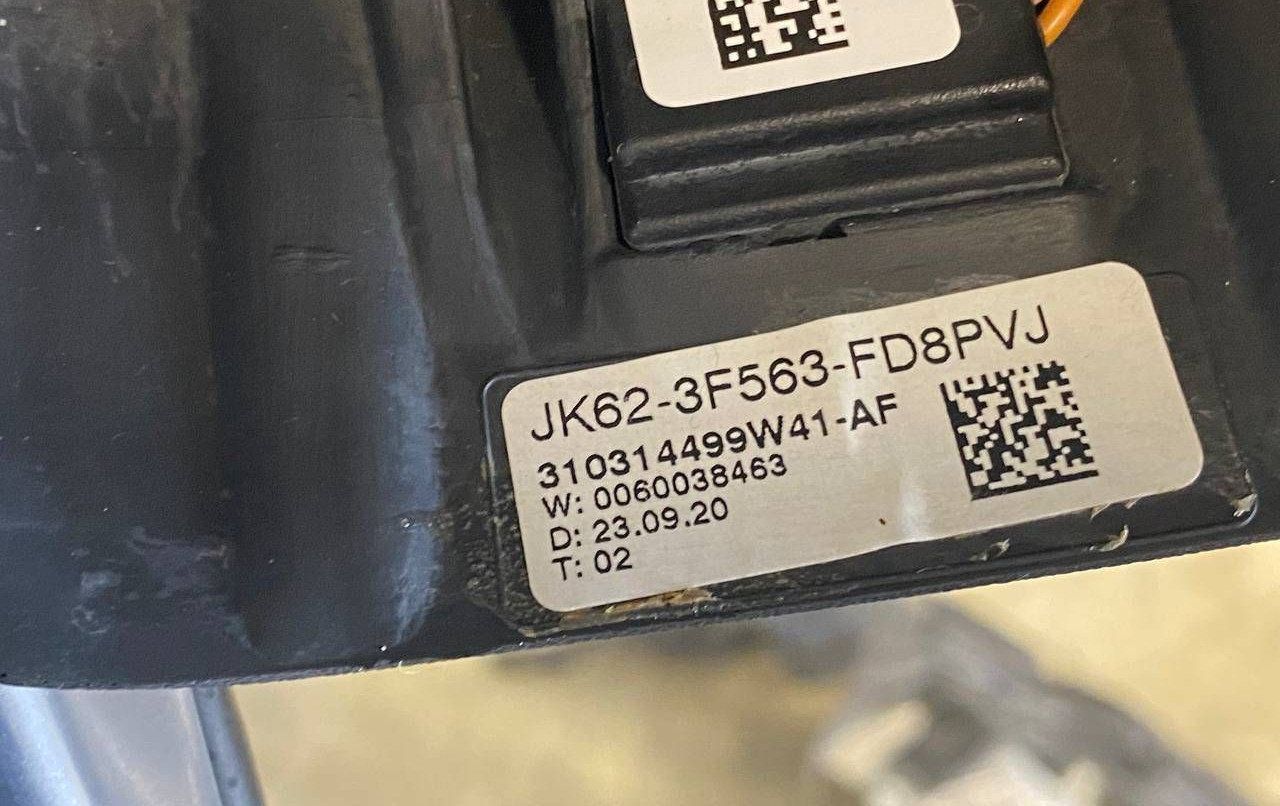 JK62-3F563-FD8PVJ
310314499W41-AF
W: 0060038463
D: 23.09.20
T: 02